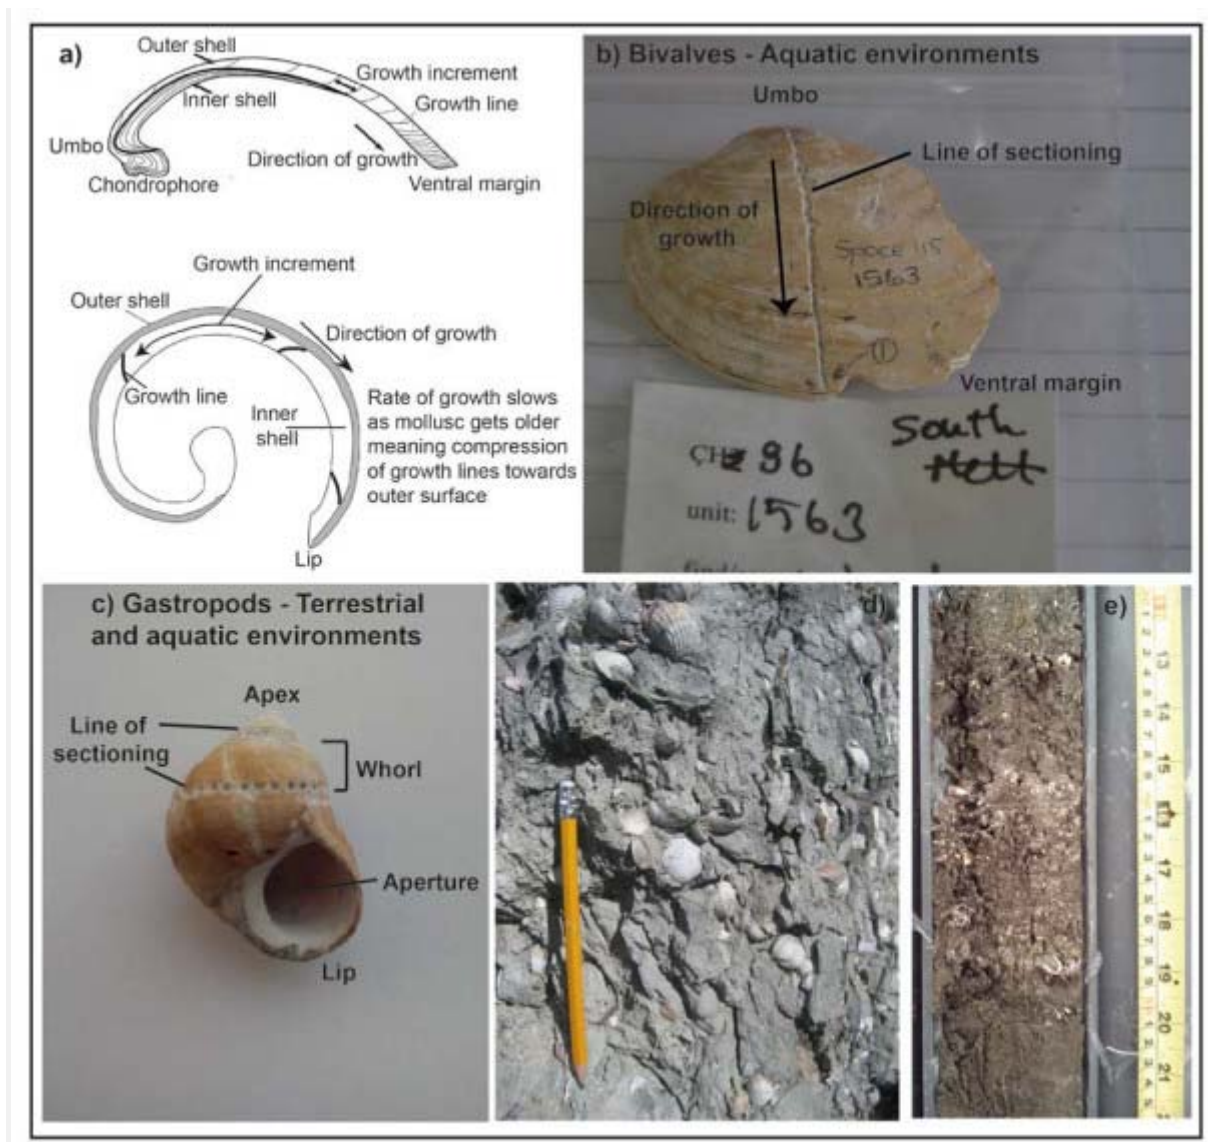 a)
Outer shell
Growth increment
Inner shell
Growth line
Umbo
Direction of growth
Chondrophore
Ventral margin
Growth increment
Outer shell
Direction of growth
Growth line
Inner
shell
Rate of growth slows
as mollusc gets older
meaning compression
of growth lines towards
outer surface
Lip
b) Bivalves - Aquatic environments
Umbo
Line of sectioning
Direction of
growth
1563
1
Ventral margin
South
96
unit: 1563
c) Gastropods - Terrestrial
and aquatic environments
Apex
Line of
sectioning
Whorl
Aperture
Lip
d)
e)
13
14
15
17
18
19
20
21